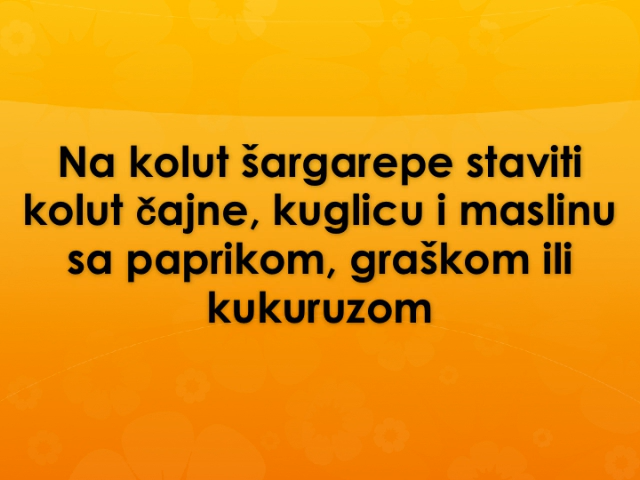 Na kolut šargarepe staviti
kolut čajne, kuglicu i maslinu
sa paprikom, graškom ili
kukuruzom